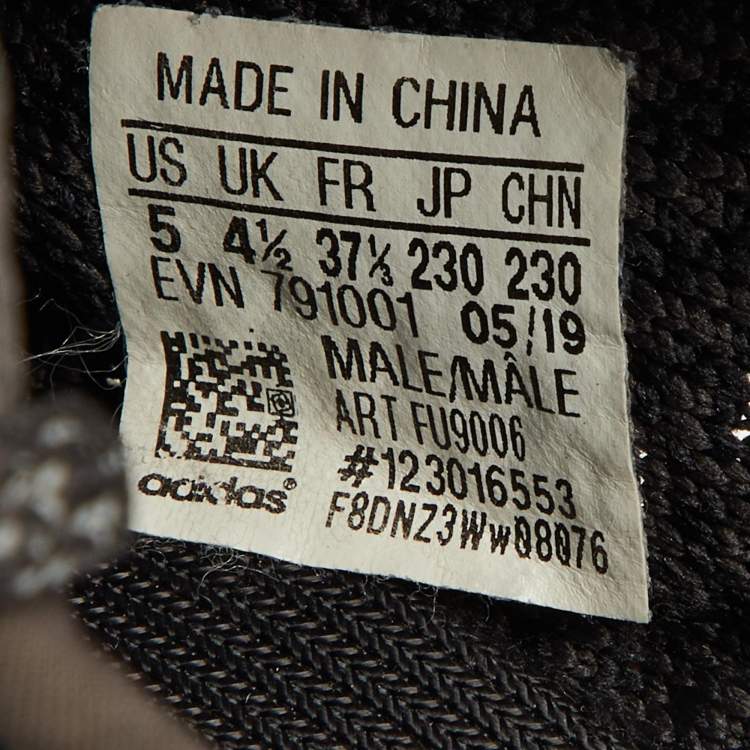 MADE IN CHINA
US UK FR JP CHN
5 4½ 37⅓ 230 230
EVN 791001 05/19
MALE/MÂLE
ART FU9006
#123016553
F8DNZ3Ww08076
adidas®